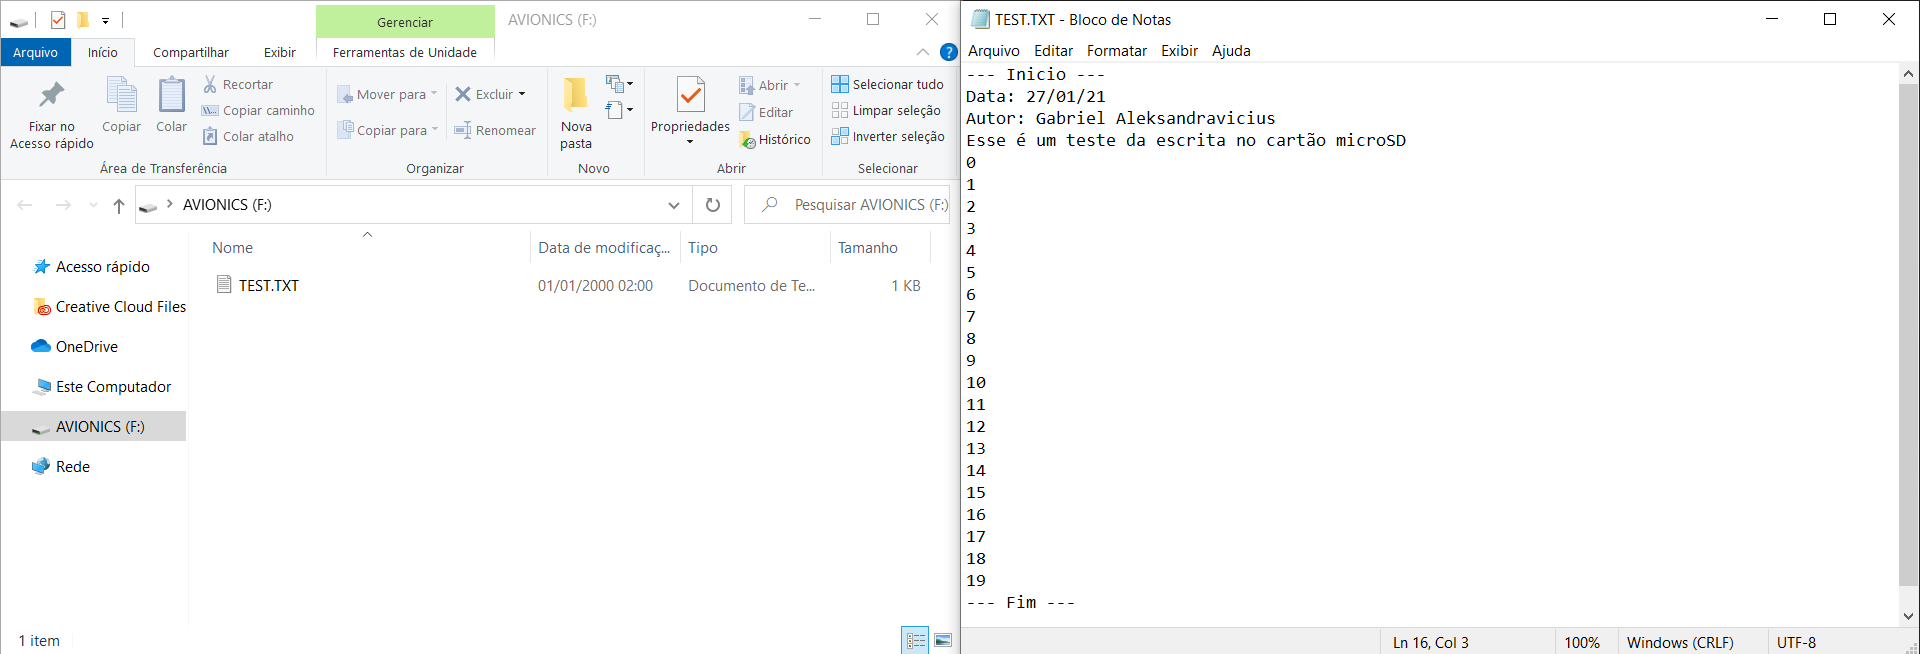 Gerenciar
AVIONICS (F:)
Arquivo
Início
Compartilhar
Exibir
Ferramentas de Unidade
Fixar no
Acesso rápido
Copiar
Colar
Recortar
Copiar caminho
Colar atalho
Área de Transferência
Mover para
Copiar para
Excluir
Renomear
Organizar
Nova
pasta
Novo
Propriedades
Abrir
Editar
Histórico
Abrir
Selecionar tudo
Limpar seleção
Inverter seleção
Selecionar
AVIONICS (F:)
Pesquisar AVIONICS (F:)
Nome
Data de modificaç...
Tipo
Tamanho
TEST.TXT
01/01/2000 02:00
Documento de Te...
1 KB
Acesso rápido
Creative Cloud Files
OneDrive
Este Computador
AVIONICS (F:)
Rede
1 item
TEST.TXT - Bloco de Notas
Arquivo Editar Formatar Exibir Ajuda
--- Inicio ---
Data: 27/01/21
Autor: Gabriel Aleksandravicius
Esse é um teste da escrita no cartão microSD
0
1
2
3
4
5
6
7
8
9
10
11
12
13
14
15
16
17
18
19
--- Fim ---
Ln 16, Col 3
100%
Windows (CRLF)
UTF-8